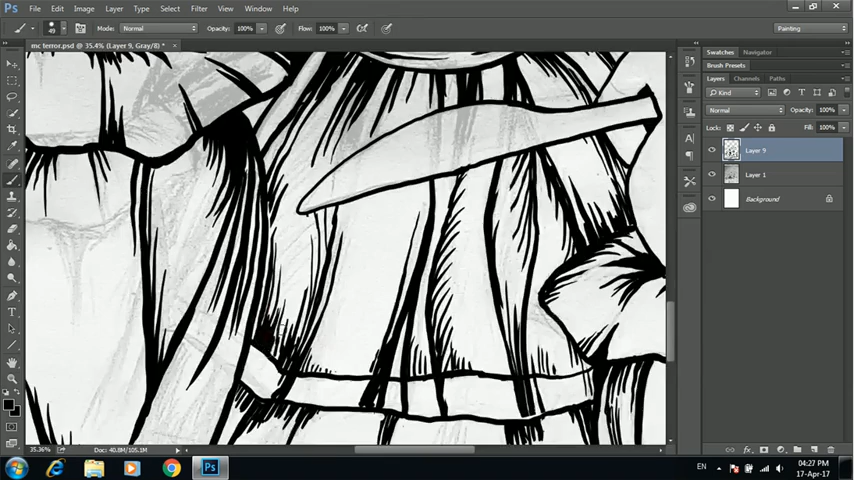 Ps File Edit Image Layer Type Select Filter View Window Help
49 Mode: Normal Opacity: 100% Flow: 100% Painting
mc terror.psd @ 35.4% (Layer 9, Gray/8) * ×
Swatches Navigator
Brush Presets
Layers Channels Paths
Kind
Normal Opacity: 100%
Lock: Fill: 100%
Layer 9
Layer 1
Background
35.36% Doc: 40.8M/105.1M
fx
Ps EN 04:27 PM
17-Apr-17